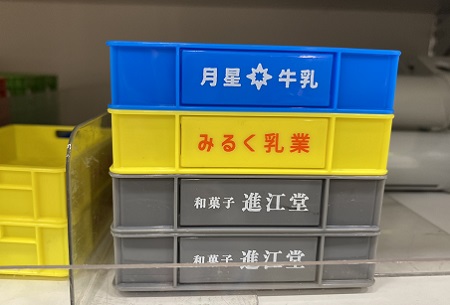 月星 牛乳
みるく乳業
和菓子 進江堂
和菓子 進江堂